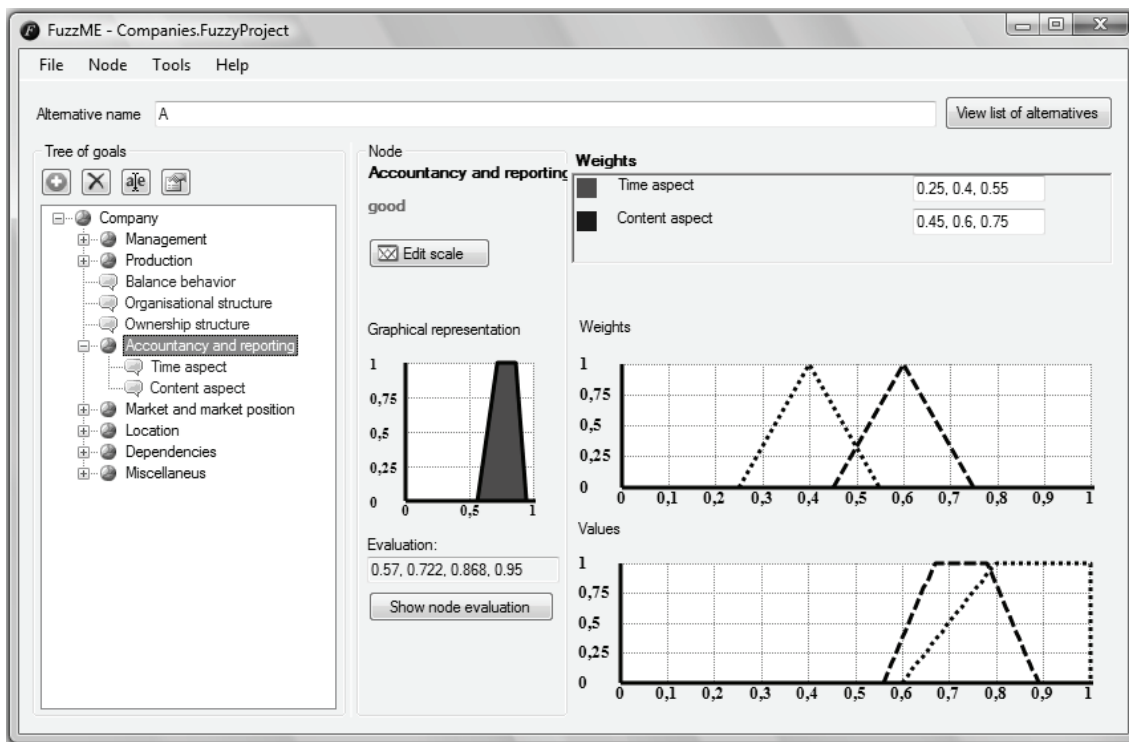 FuzzME - Companies.FuzzyProject
File Node Tools Help
Alternative name A View list of alternatives
Tree of goals
aĮe
Company
Management
Production
Balance behavior
Organisational structure
Ownership structure
Accountancy and reporting
Time aspect
Content aspect
Market and market position
Location
Dependencies
Miscellaneus
Node
Accountancy and reporting
good
Edit scale
Graphical representation
1
0,75
0,5
0,25
0
0 0,5 1
Evaluation:
0.57, 0.722, 0.868, 0.95
Show node evaluation
Weights
Time aspect 0.25, 0.4, 0.55
Content aspect 0.45, 0.6, 0.75
Weights
1
0,75
0,5
0,25
0
0 0,1 0,2 0,3 0,4 0,5 0,6 0,7 0,8 0,9 1
Values
1
0,75
0,5
0,25
0
0 0,1 0,2 0,3 0,4 0,5 0,6 0,7 0,8 0,9 1